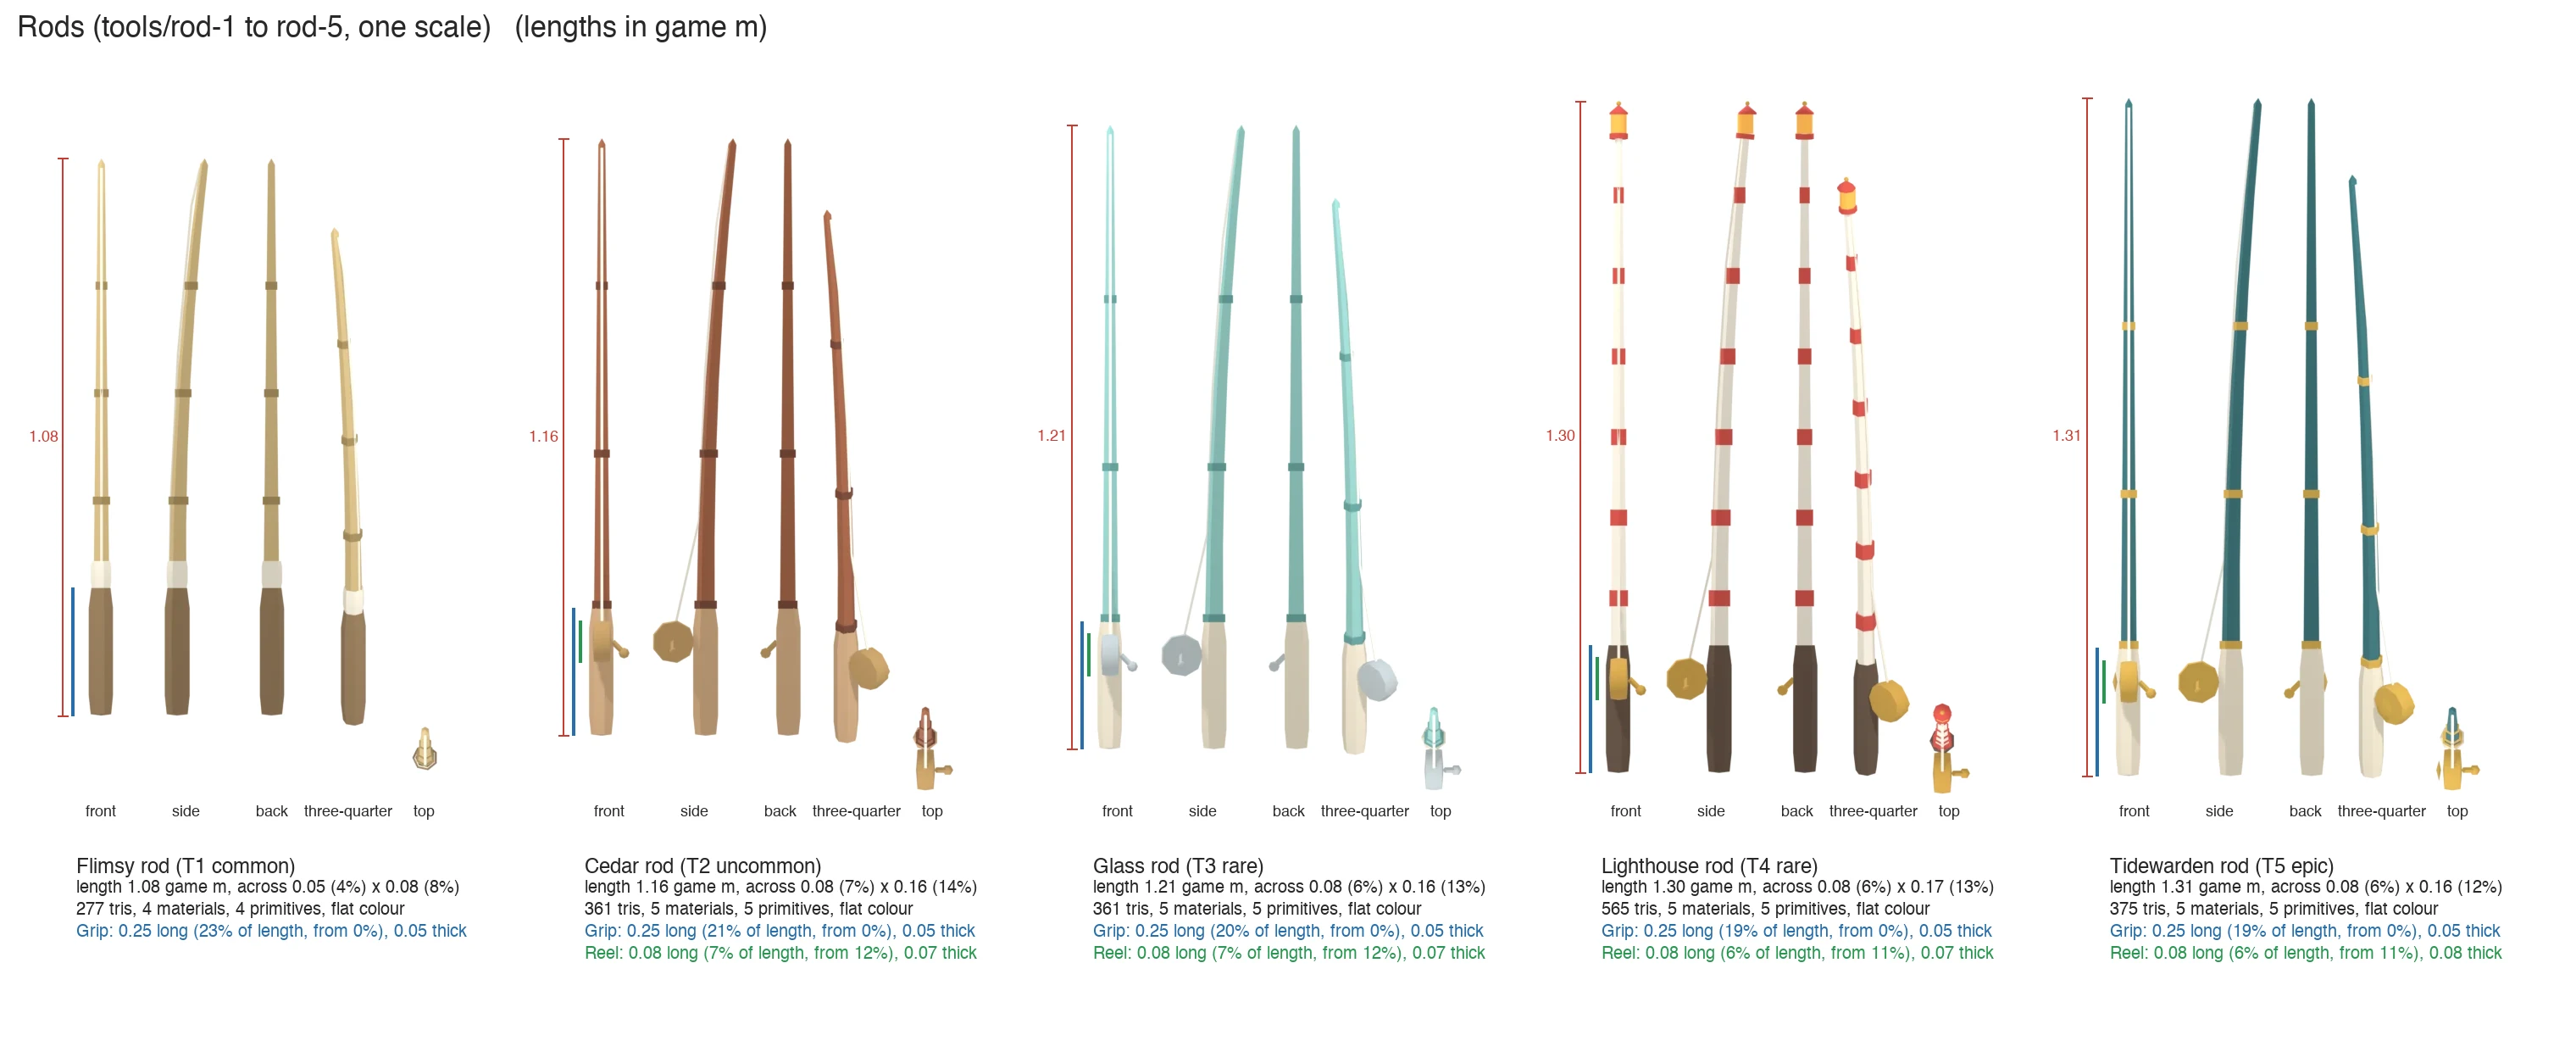 Rods (tools/rod-1 to rod-5, one scale)   (lengths in game m)
1.08
1.16
1.21
1.30
1.31
front side back three-quarter top
front side back three-quarter top
front side back three-quarter top
front side back three-quarter top
front side back three-quarter top
Flimsy rod (T1 common)
length 1.08 game m, across 0.05 (4%) x 0.08 (8%)
277 tris, 4 materials, 4 primitives, flat colour
Grip: 0.25 long (23% of length, from 0%), 0.05 thick
Cedar rod (T2 uncommon)
length 1.16 game m, across 0.08 (7%) x 0.16 (14%)
361 tris, 5 materials, 5 primitives, flat colour
Grip: 0.25 long (21% of length, from 0%), 0.05 thick
Reel: 0.08 long (7% of length, from 12%), 0.07 thick
Glass rod (T3 rare)
length 1.21 game m, across 0.08 (6%) x 0.16 (13%)
361 tris, 5 materials, 5 primitives, flat colour
Grip: 0.25 long (20% of length, from 0%), 0.05 thick
Reel: 0.08 long (7% of length, from 12%), 0.07 thick
Lighthouse rod (T4 rare)
length 1.30 game m, across 0.08 (6%) x 0.17 (13%)
565 tris, 5 materials, 5 primitives, flat colour
Grip: 0.25 long (19% of length, from 0%), 0.05 thick
Reel: 0.08 long (6% of length, from 11%), 0.07 thick
Tidewarden rod (T5 epic)
length 1.31 game m, across 0.08 (6%) x 0.16 (12%)
375 tris, 5 materials, 5 primitives, flat colour
Grip: 0.25 long (19% of length, from 0%), 0.05 thick
Reel: 0.08 long (6% of length, from 11%), 0.08 thick